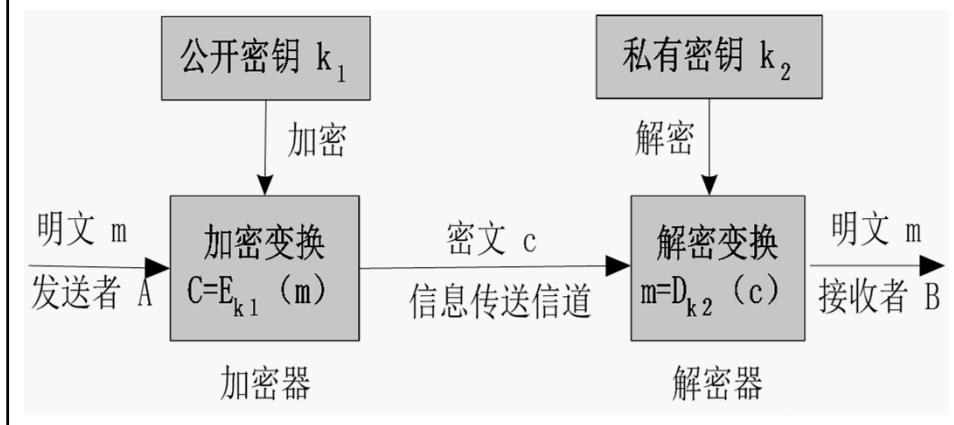 公开密钥 k1
私有密钥 k2
加密
解密
明文 m
发送者 A
加密变换
C=Ek1 (m)
密文 c
信息传送信道
解密变换
m=Dk2 (c)
明文 m
接收者 B
加密器
解密器